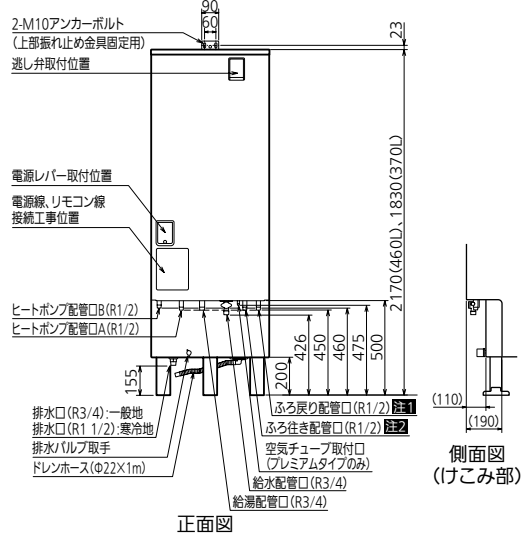 90
60
23
2-M10アンカーボルト
(上部振れ止め金具固定用)
逃し弁取付位置
電源レバー取付位置
電源線、リモコン線
接続工事位置
2170(460L)、1830(370L)
ヒートポンプ配管口B(R1/2)
ヒートポンプ配管口A(R1/2)
155
200
426
450
460
475
500
排水口(R3/4):一般地
排水口(R1 1/2):寒冷地
排水バルブ取手
ドレンホース(Φ22×1m)
ふろ戻り配管口(R1/2) 注1
ふろ往き配管口(R1/2) 注2
空気チューブ取付口
(プレミアムタイプのみ)
給水配管口(R3/4)
給湯配管口(R3/4)
正面図
(110)
(190)
側面図
(けこみ部)